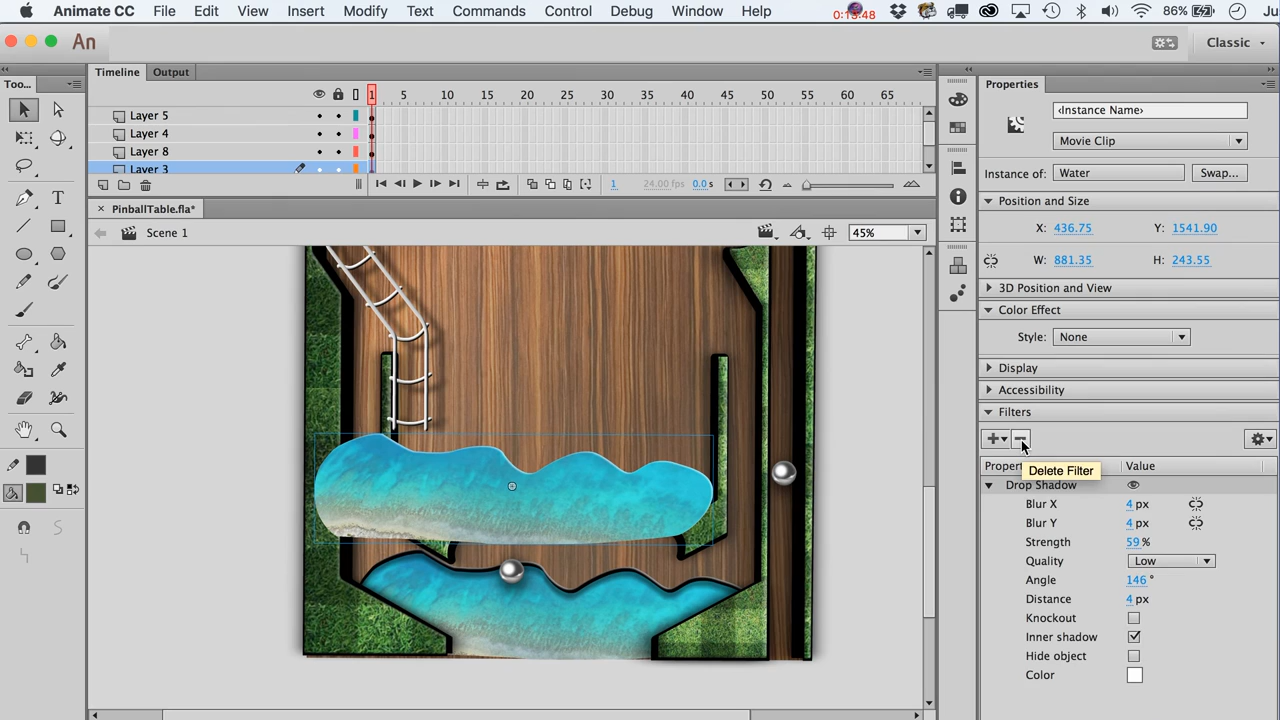 Animate CC File Edit View Insert Modify Text Commands Control Debug Window Help 86% Ju
0:15:48
An Classic
Timeline Output
Too...
1 5 10 15 20 25 30 35 40 45 50 55 60 65
Layer 5
Layer 4
Layer 8
Layer 3
1 24.00 fps 0.0 s
PinballTable.fla*
Scene 1 45%
Properties
‹Instance Name›
Movie Clip
Instance of: Water Swap...
Position and Size
X: 436.75 Y: 1541.90
W: 881.35 H: 243.55
3D Position and View
Color Effect
Style: None
Display
Accessibility
Filters
Value
Delete Filter
Drop Shadow
Blur X 4 px
Blur Y 4 px
Strength 59 %
Quality Low
Angle 146 °
Distance 4 px
Knockout
Inner shadow
Hide object
Color